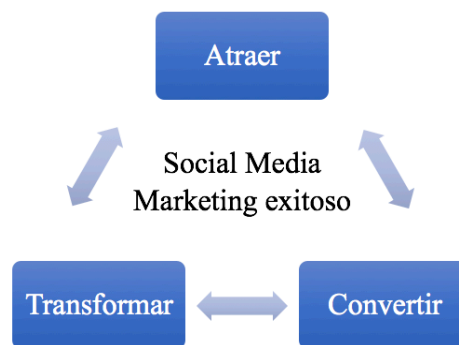 Atraer
Social Media
Marketing exitoso
Transformar
Convertir